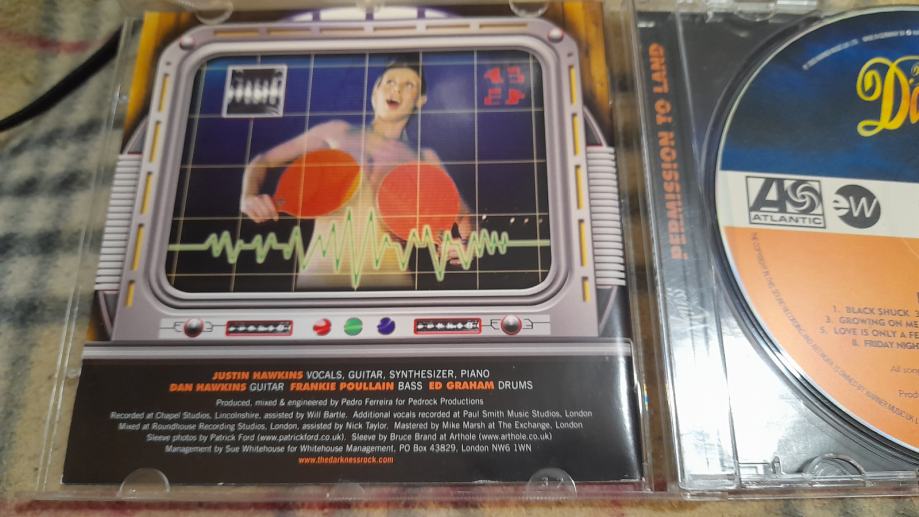 JUSTIN HAWKINS VOCALS, GUITAR, SYNTHESIZER, PIANO
DAN HAWKINS GUITAR FRANKIE POULLAIN BASS ED GRAHAM DRUMS
Produced, mixed & engineered by Pedro Ferreira for Pedrock Productions
Recorded at Chapel Studios, Lincolnshire, assisted by Will Bartle. Additional vocals recorded at Paul Smith Music Studios, London
Mixed at Roundhouse Recording Studios, London, assisted by Nick Taylor. Mastered by Mike Marsh at The Exchange, London
Sleeve photos by Patrick Ford (www.patrickford.co.uk). Sleeve by Bruce Brand at Arthole (www.arthole.co.uk)
Management by Sue Whitehouse for Whitehouse Management, PO Box 43829, London NW6 1WN
www.thedarknessrock.com
PERMISSION TO LAND
Da
ATLANTIC
ew
1. BLACK SHUCK 3
3. GROWING ON ME
5. LOVE IS ONLY A FE
8. FRIDAY NIGH
All song
Prod